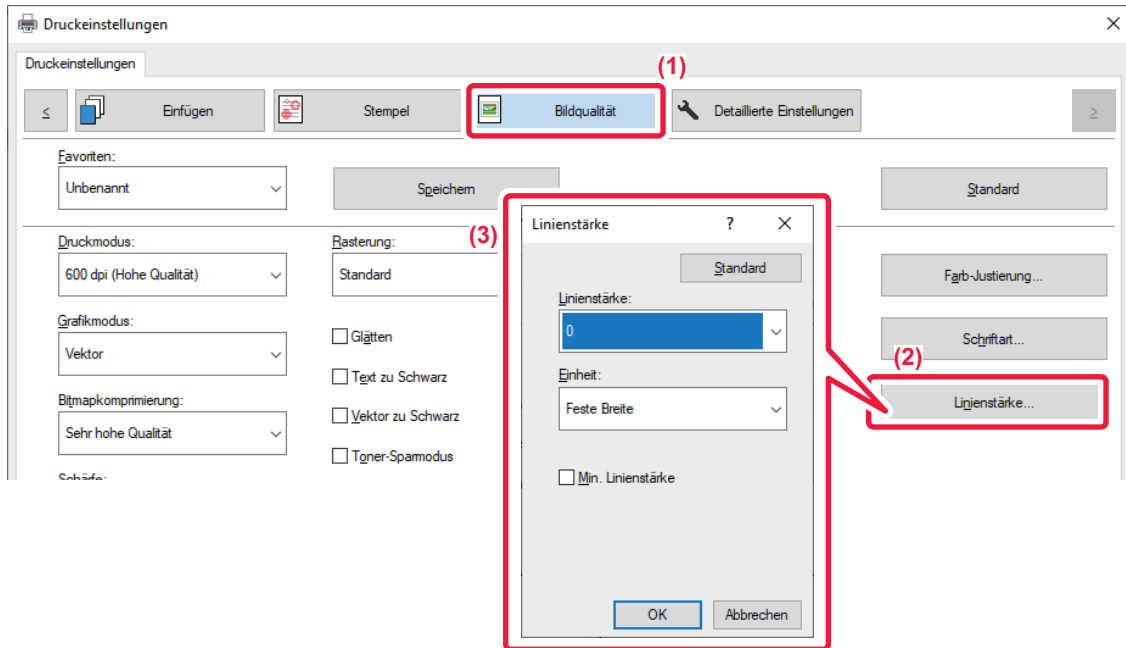 Druckeinstellungen
Druckeinstellungen
(1)
< Einfügen Stempel Bildqualität Detaillierte Einstellungen >
Favoriten:
Unbenannt Speichern Standard
Druckmodus: Rasterung: (3)
600 dpi (Hohe Qualität) Standard Farb-Justierung...
Grafikmodus:
Vektor Glätten Schriftart...
Text zu Schwarz (2)
Bitmapkomprimierung: Linienstärke...
Sehr hohe Qualität Vektor zu Schwarz
Toner-Sparmodus
Schärfe:
Linienstärke ?
Standard
Linienstärke:
0
Einheit:
Feste Breite
Min. Linienstärke
OK Abbrechen